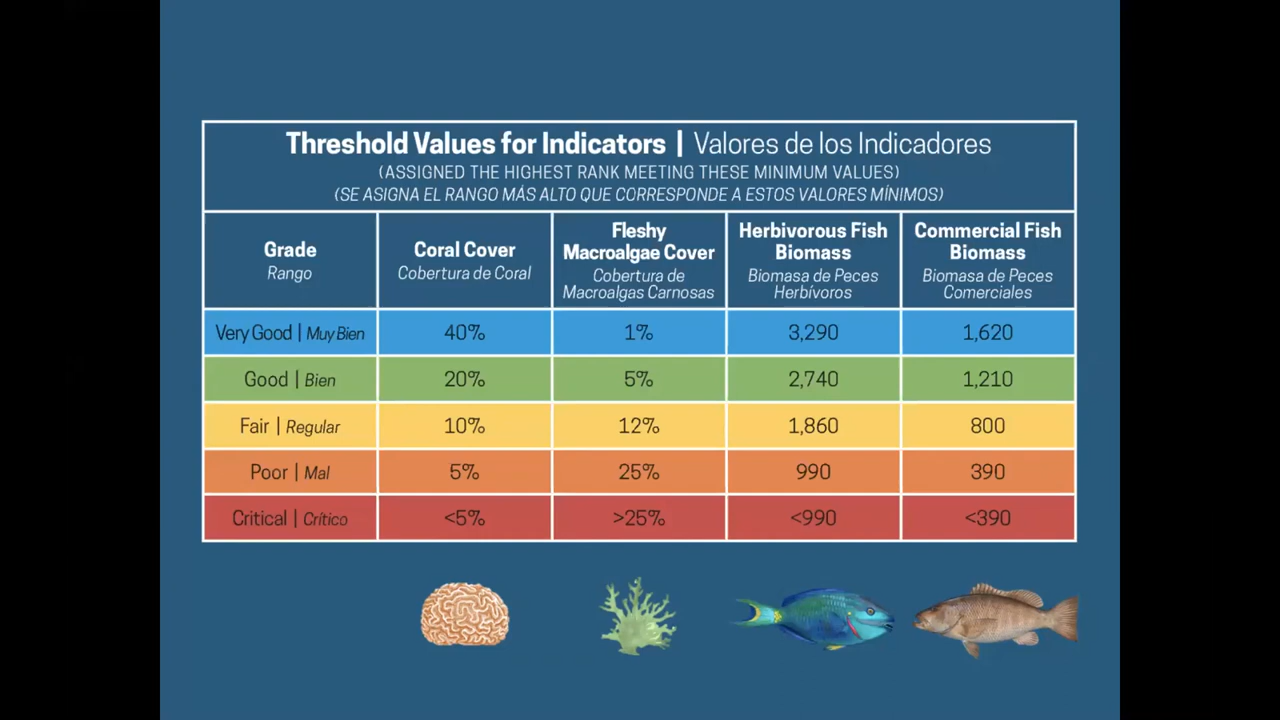 Threshold Values for Indicators | Valores de los Indicadores
(ASSIGNED THE HIGHEST RANK MEETING THESE MINIMUM VALUES)
(SE ASIGNA EL RANGO MÁS ALTO QUE CORRESPONDE A ESTOS VALORES MÍNIMOS)
Grade
Rango
Coral Cover
Cobertura de Coral
Fleshy
Macroalgae Cover
Cobertura de
Macroalgas Carnosas
Herbivorous Fish
Biomass
Biomasa de Peces
Herbívoros
Commercial Fish
Biomass
Biomasa de Peces
Comerciales
Very Good | Muy Bien 40% 1% 3,290 1,620
Good | Bien 20% 5% 2,740 1,210
Fair | Regular 10% 12% 1,860 800
Poor | Mal 5% 25% 990 390
Critical | Crítico <5% >25% <990 <390